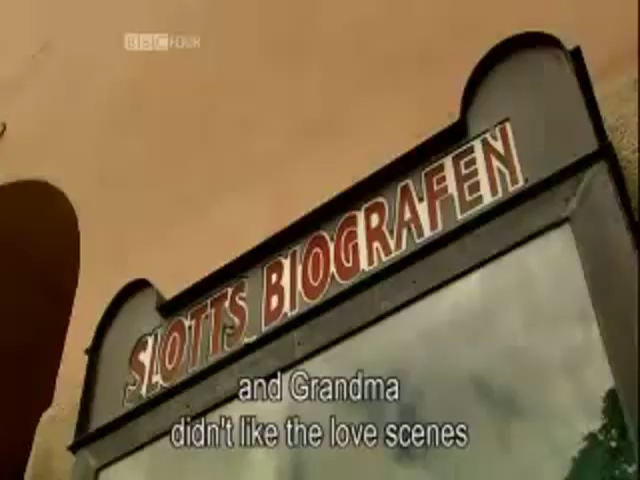 BBC FOUR
SLOTTS BIOGRAFEN
and Grandma
didn't like the love scenes